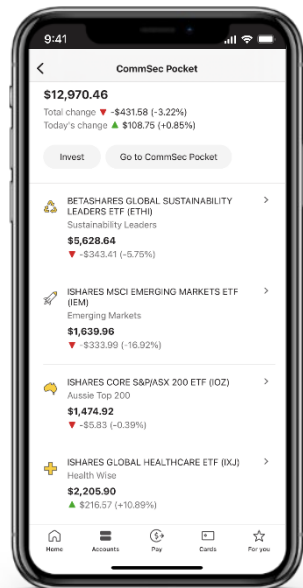 9:41
CommSec Pocket
$12,970.46
Total change ▼ -$431.58 (-3.22%)
Today's change ▲ $108.75 (+0.85%)
Invest
Go to CommSec Pocket
BETASHARES GLOBAL SUSTAINABILITY
LEADERS ETF (ETHI)
Sustainability Leaders
$5,628.64
▼ -$343.41 (-5.75%)
ISHARES MSCI EMERGING MARKETS ETF
(IEM)
Emerging Markets
$1,639.96
▼ -$333.99 (-16.92%)
ISHARES CORE S&P/ASX 200 ETF (IOZ)
Aussie Top 200
$1,474.92
▼ -$5.83 (-0.39%)
ISHARES GLOBAL HEALTHCARE ETF (IXJ)
Health Wise
$2,205.90
▲ $216.57 (+10.89%)
Home
Accounts
Pay
Cards
For you